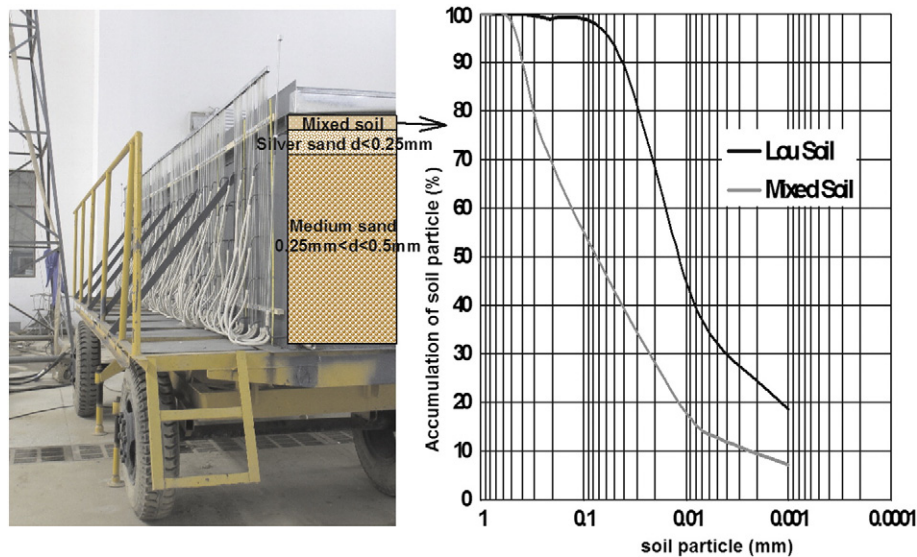 Mixed soil
Silver sand d<0.25mm
Medium sand
0.25mm<d<0.5mm
Accumulation of soil particle (%)
100
90
80
70
60
50
40
30
20
10
0
Lou Soil
Mixed Soil
1 0.1 0.01 0.001 0.0001
soil particle (mm)